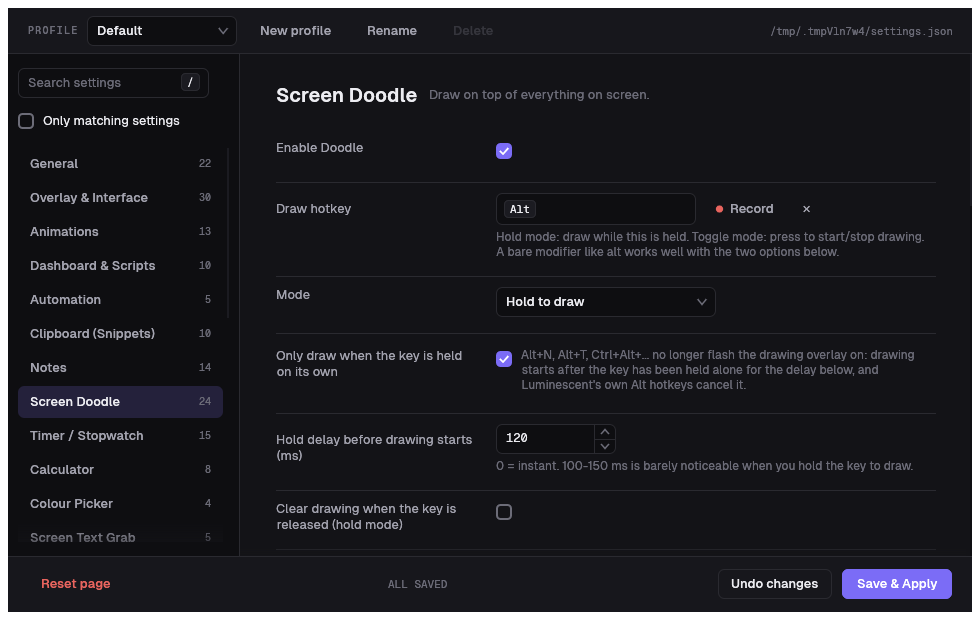 PROFILE
Default
New profile
Rename
Delete
/tmp/.tmpVln7w4/settings.json
Search settings
/
Only matching settings
General 22
Overlay & Interface 30
Animations 13
Dashboard & Scripts 10
Automation 5
Clipboard (Snippets) 10
Notes 14
Screen Doodle 24
Timer / Stopwatch 15
Calculator 8
Colour Picker 4
Screen Text Grab 5
Screen Doodle
Draw on top of everything on screen.
Enable Doodle
Draw hotkey
Alt
Record
×
Hold mode: draw while this is held. Toggle mode: press to start/stop drawing.
A bare modifier like alt works well with the two options below.
Mode
Hold to draw
Only draw when the key is held
on its own
Alt+N, Alt+T, Ctrl+Alt+… no longer flash the drawing overlay on: drawing
starts after the key has been held alone for the delay below, and
Luminescent's own Alt hotkeys cancel it.
Hold delay before drawing starts
(ms)
120
0 = instant. 100-150 ms is barely noticeable when you hold the key to draw.
Clear drawing when the key is
released (hold mode)
Reset page
ALL SAVED
Undo changes
Save & Apply